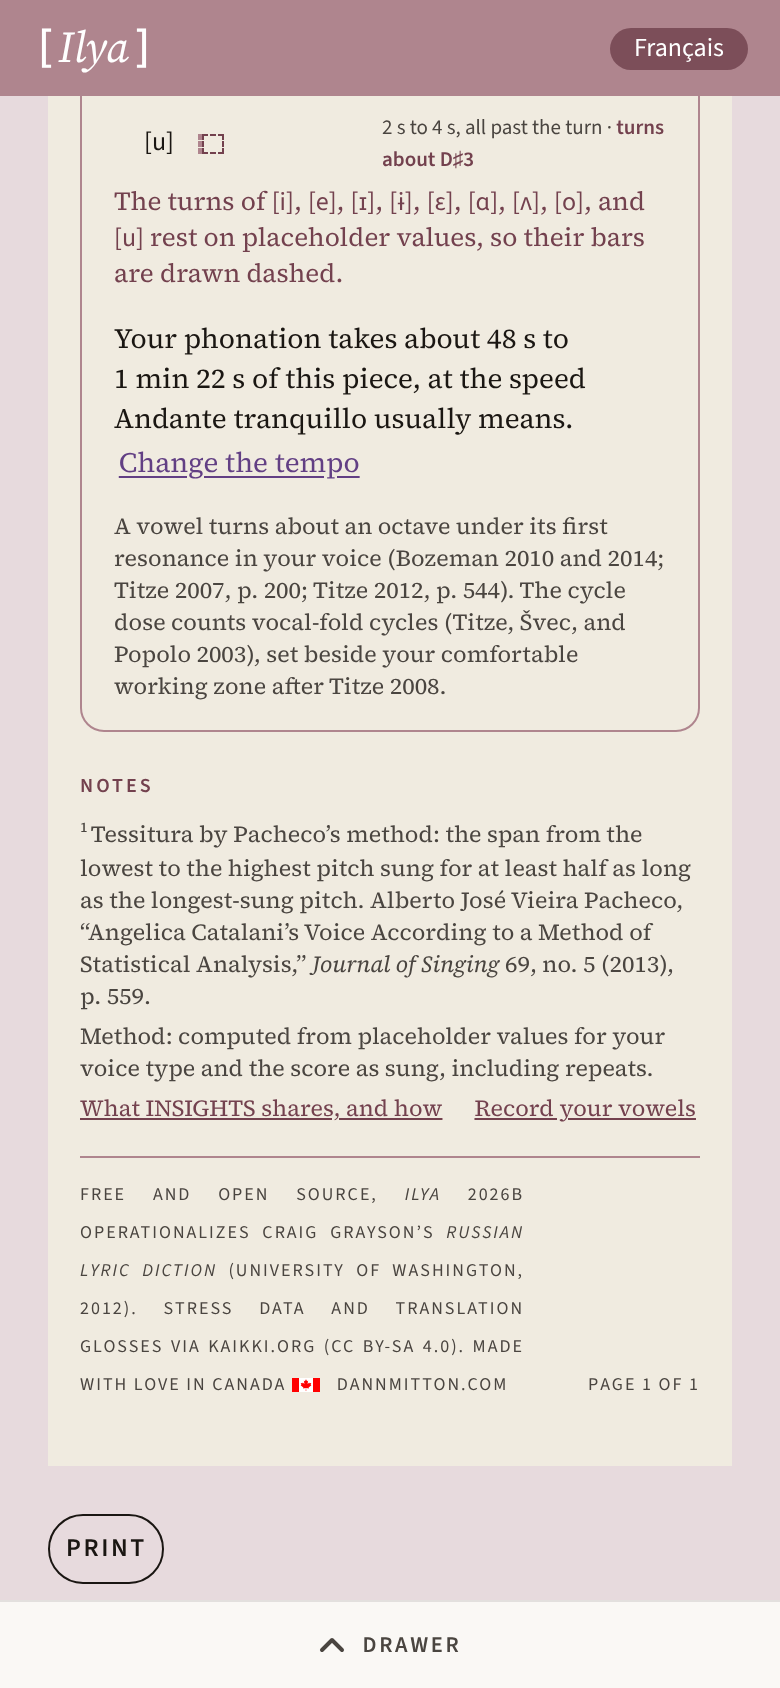 [Ilya]
Français
[u]
2 s to 4 s, all past the turn · turns
about D♯3
The turns of [i], [e], [ɪ], [ɨ], [ɛ], [ɑ], [ʌ], [o], and
[u] rest on placeholder values, so their bars
are drawn dashed.
Your phonation takes about 48 s to
1 min 22 s of this piece, at the speed
Andante tranquillo usually means.
Change the tempo
A vowel turns about an octave under its first
resonance in your voice (Bozeman 2010 and 2014;
Titze 2007, p. 200; Titze 2012, p. 544). The cycle
dose counts vocal-fold cycles (Titze, Švec, and
Popolo 2003), set beside your comfortable
working zone after Titze 2008.
NOTES
¹ Tessitura by Pacheco’s method: the span from the
lowest to the highest pitch sung for at least half as long
as the longest-sung pitch. Alberto José Vieira Pacheco,
“Angelica Catalani’s Voice According to a Method of
Statistical Analysis,” Journal of Singing 69, no. 5 (2013),
p. 559.
Method: computed from placeholder values for your
voice type and the score as sung, including repeats.
What INSIGHTS shares, and how Record your vowels
FREE AND OPEN SOURCE, ILYA 2026B
OPERATIONALIZES CRAIG GRAYSON’S RUSSIAN
LYRIC DICTION (UNIVERSITY OF WASHINGTON,
2012). STRESS DATA AND TRANSLATION
GLOSSES VIA KAIKKI.ORG (CC BY-SA 4.0). MADE
WITH LOVE IN CANADA 🇨🇦 DANNMITTON.COM PAGE 1 OF 1
PRINT
DRAWER